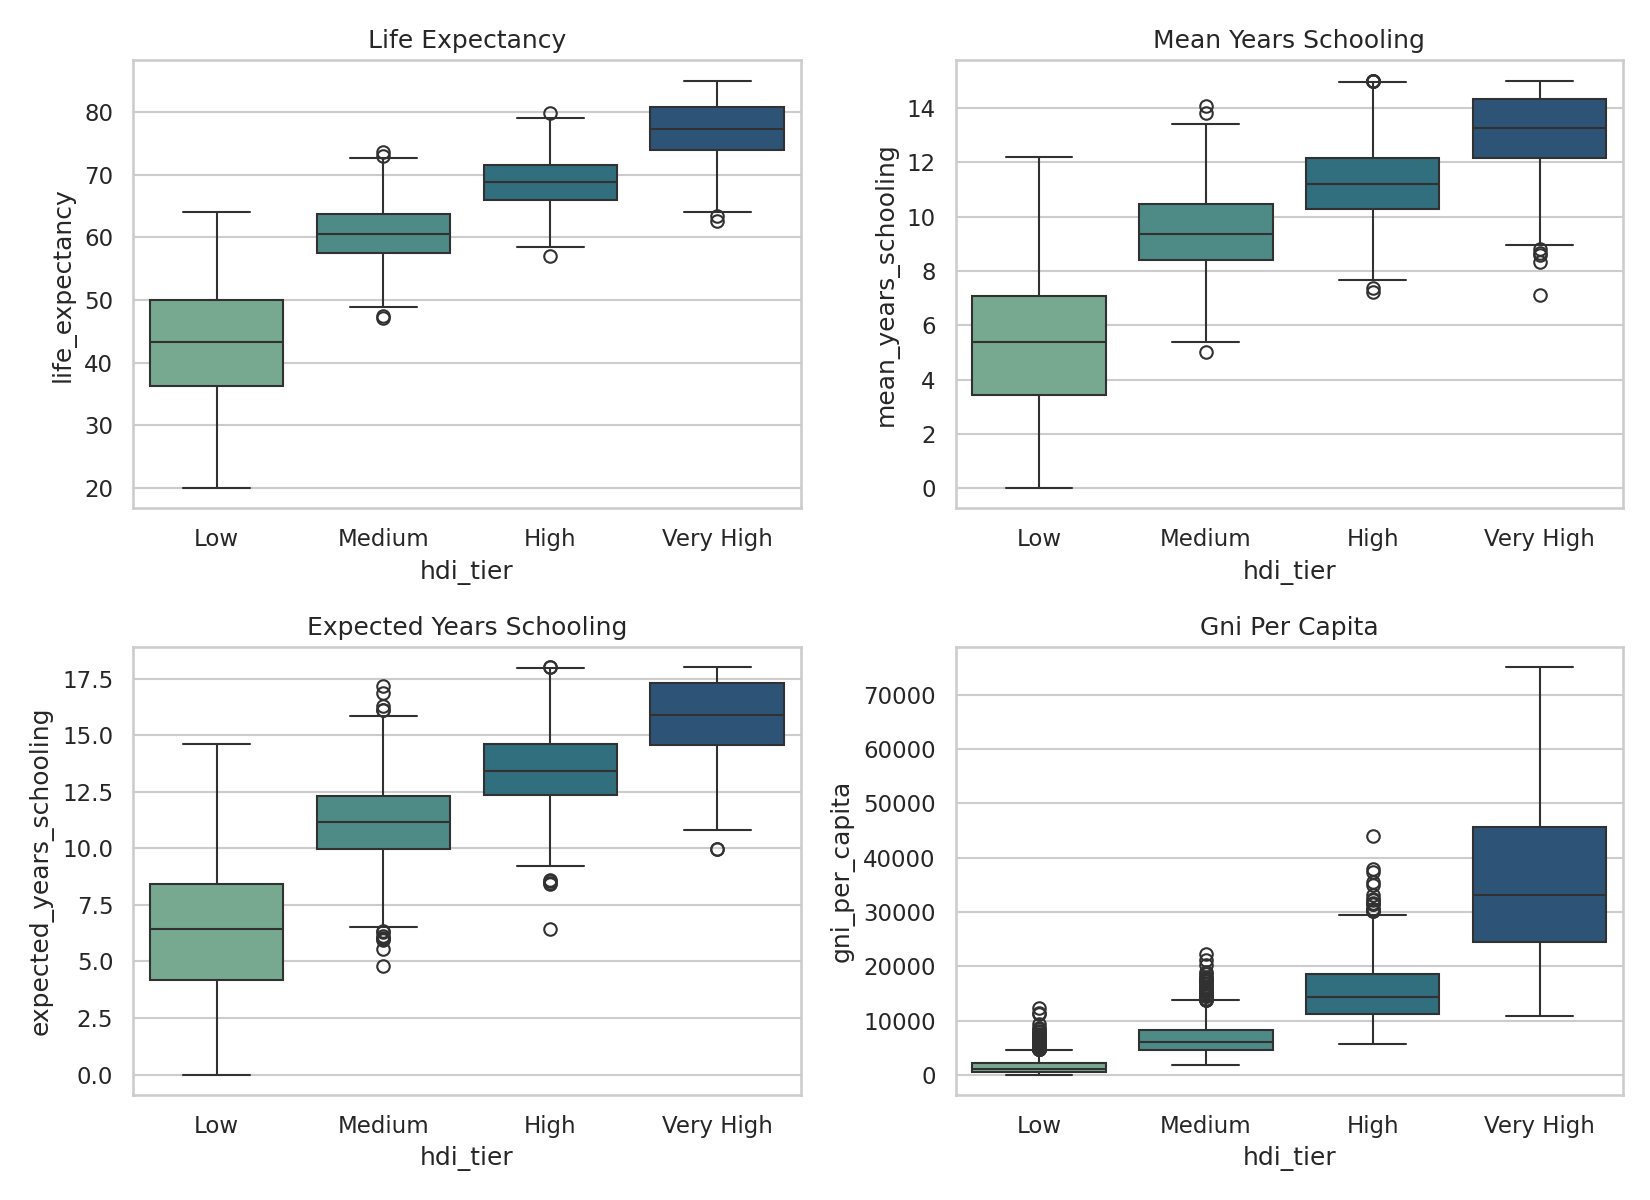 Life Expectancy
life_expectancy
80
70
60
50
40
30
20
Low Medium High Very High
hdi_tier
Mean Years Schooling
mean_years_schooling
14
12
10
8
6
4
2
0
Low Medium High Very High
hdi_tier
Expected Years Schooling
expected_years_schooling
17.5
15.0
12.5
10.0
7.5
5.0
2.5
0.0
Low Medium High Very High
hdi_tier
Gni Per Capita
gni_per_capita
70000
60000
50000
40000
30000
20000
10000
0
Low Medium High Very High
hdi_tier